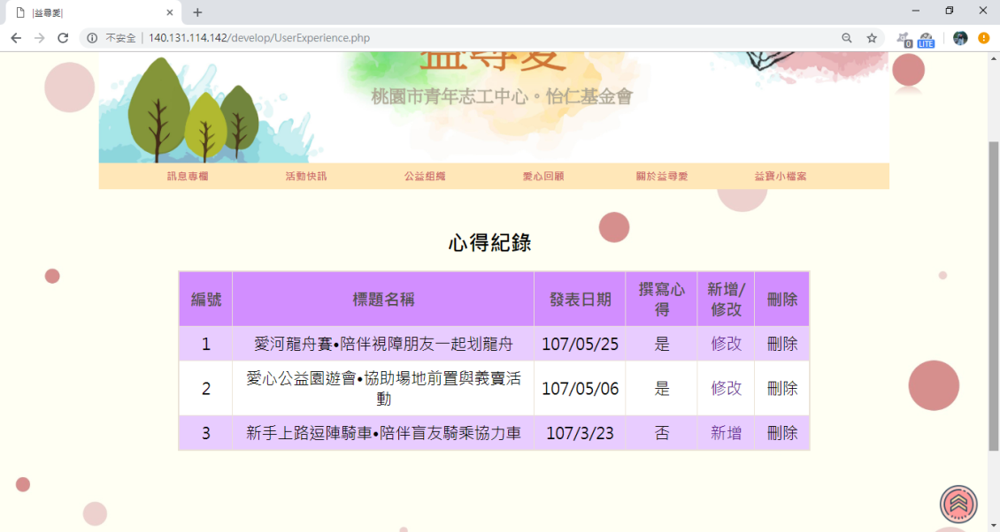 |益尋愛|
不安全 | 140.131.114.142/develop/UserExperience.php
0 LITE
益尋愛
桃園市青年志工中心。怡仁基金會
訊息專欄 活動快訊 公益組織 愛心回顧 關於益尋愛 益寶小檔案
心得紀錄
編號 標題名稱 發表日期 撰寫心得 新增/修改 刪除
1 愛河龍舟賽•陪伴視障朋友一起划龍舟 107/05/25 是 修改 刪除
2 愛心公益園遊會•協助場地前置與義賣活動 107/05/06 是 修改 刪除
3 新手上路逗陣騎車•陪伴盲友騎乘協力車 107/3/23 否 新增 刪除